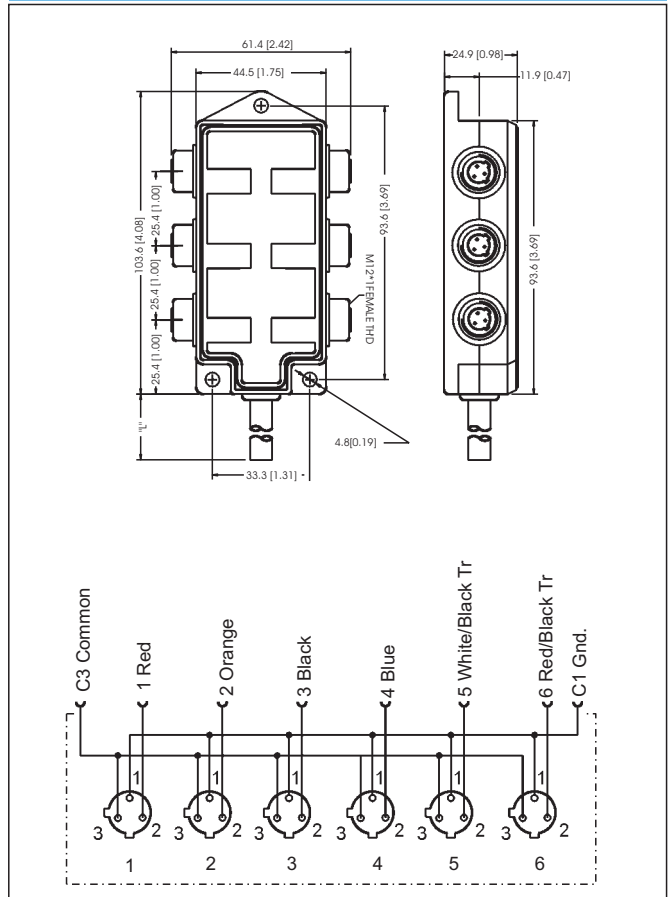 61.4 [2.42]
44.5 [1.75]
24.9 [0.98]
11.9 [0.47]
103.6 [4.08]
25.4 [1.00]
25.4 [1.00]
25.4 [1.00]
93.6 [3.69]
M12*1FEMALE THD
93.6 [3.69]
"L"
4.8[0.19]
33.3 [1.31]
C3 Common
1 Red
2 Orange
3 Black
4 Blue
5 White/Black Tr
6 Red/Black Tr
C1 Gnd.
1 1 1 1 1 1
3 2 3 2 3 2 3 2 3 2 3 2
1 2 3 4 5 6